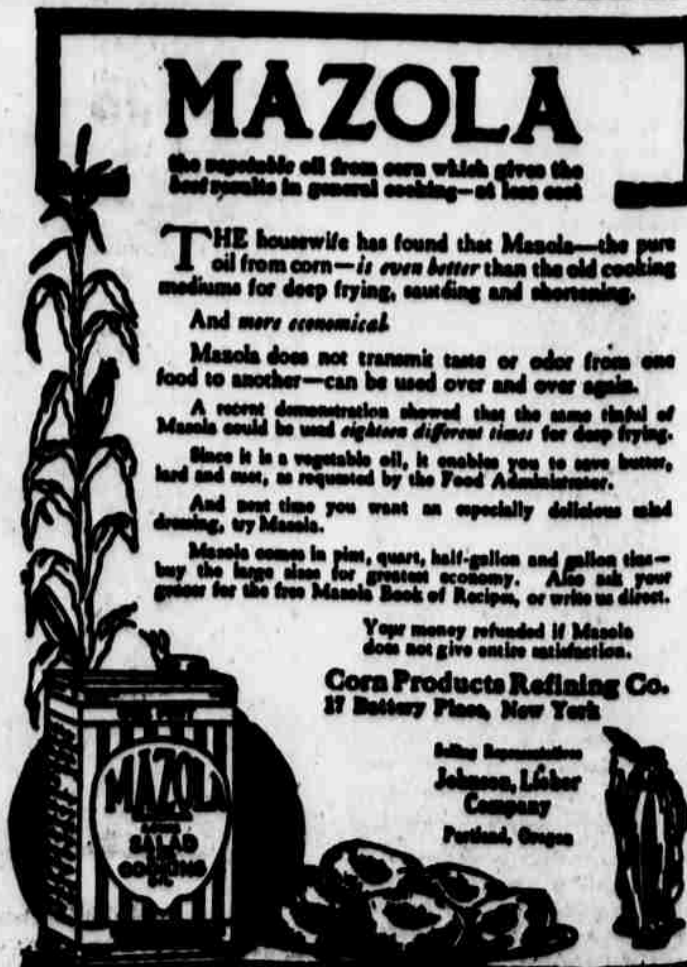 MAZOLA
the vegetable oil from corn which gives the
best results in general cooking—at less cost
THE housewife has found that Mazola—the pure
oil from corn—is even better than the old cooking
mediums for deep frying, sautéing and shortening.
And more economical.
Mazola does not transmit taste or odor from one
food to another—can be used over and over again.
A recent demonstration showed that the same tinful of
Mazola could be used eighteen different times for deep frying.
Since it is a vegetable oil, it enables you to save butter,
lard and suet, as requested by the Food Administrator.
And next time you want an especially delicious salad
dressing, try Mazola.
Mazola comes in pint, quart, half-gallon and gallon tins—
buy the large sizes for greatest economy. Also ask your
grocer for the free Mazola Book of Recipes, or write us direct.
Your money refunded if Mazola
does not give entire satisfaction.
Corn Products Refining Co.
17 Battery Place, New York
Selling Representatives
Johnson, Lieber
Company
Portland, Oregon
MAZOLA
SALAD
COOKING
OIL